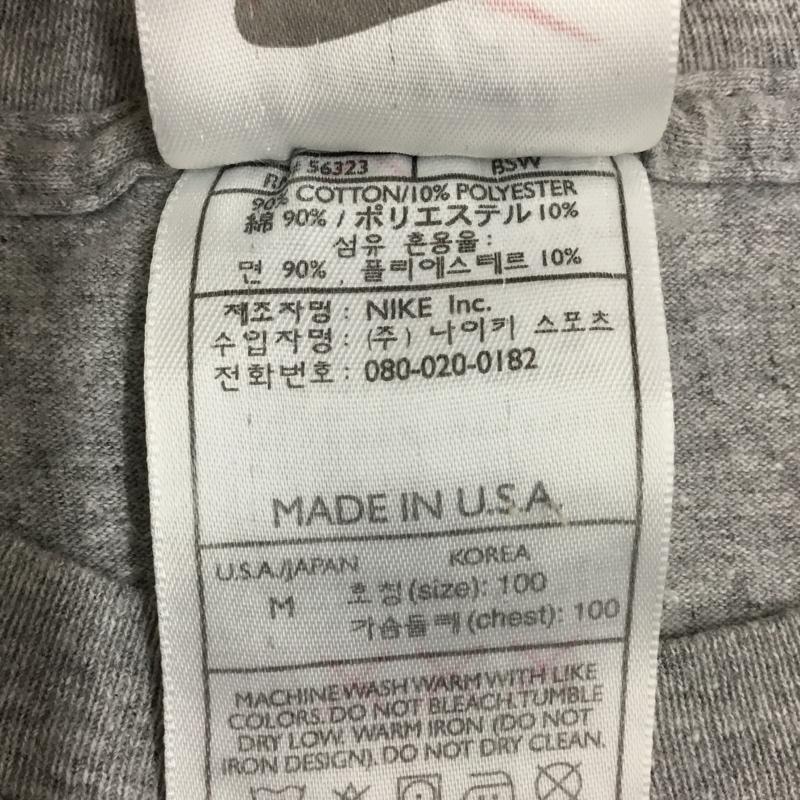 56323 BSW
90% COTTON/10% POLYESTER
綿 90% / ポリエステル 10%
섬유 혼용율:
면 90%, 폴리에스테르 10%
제조자명 : NIKE Inc.
수입자명 : (주) 나이키 스포츠
전화번호 : 080-020-0182
MADE IN U.S.A.
U.S.A./JAPAN KOREA
M 호칭(size): 100
가슴둘레(chest): 100
MACHINE WASH WARM WITH LIKE
COLORS. DO NOT BLEACH. TUMBLE
DRY LOW. WARM IRON (DO NOT
IRON DESIGN). DO NOT DRY CLEAN.